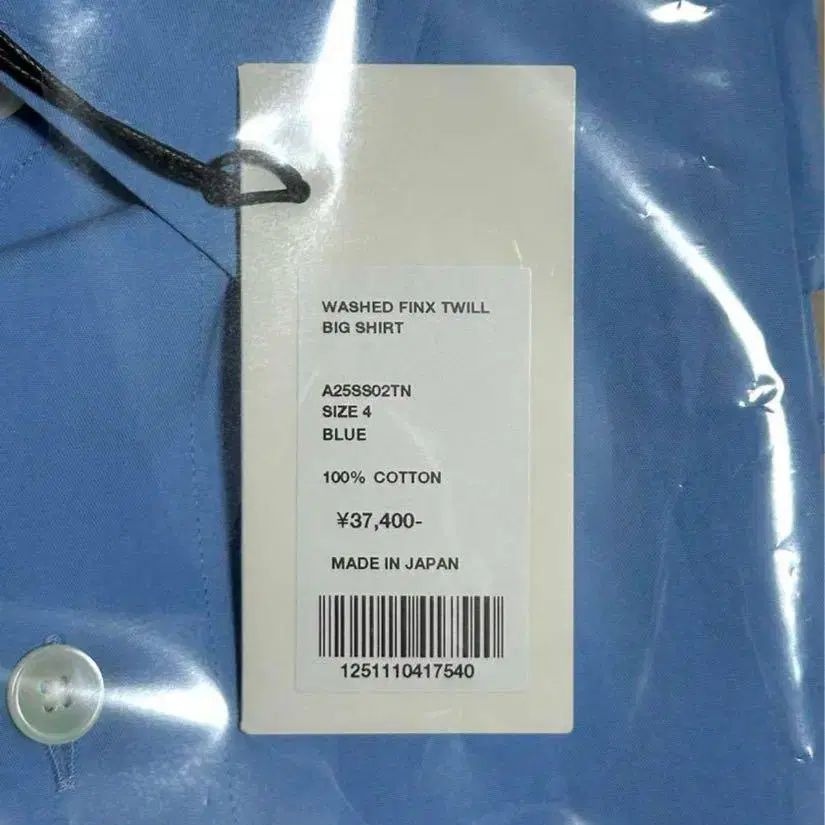 WASHED FINX TWILL
BIG SHIRT
A25SS02TN
SIZE 4
BLUE
100% COTTON
¥37,400-
MADE IN JAPAN
1251110417540